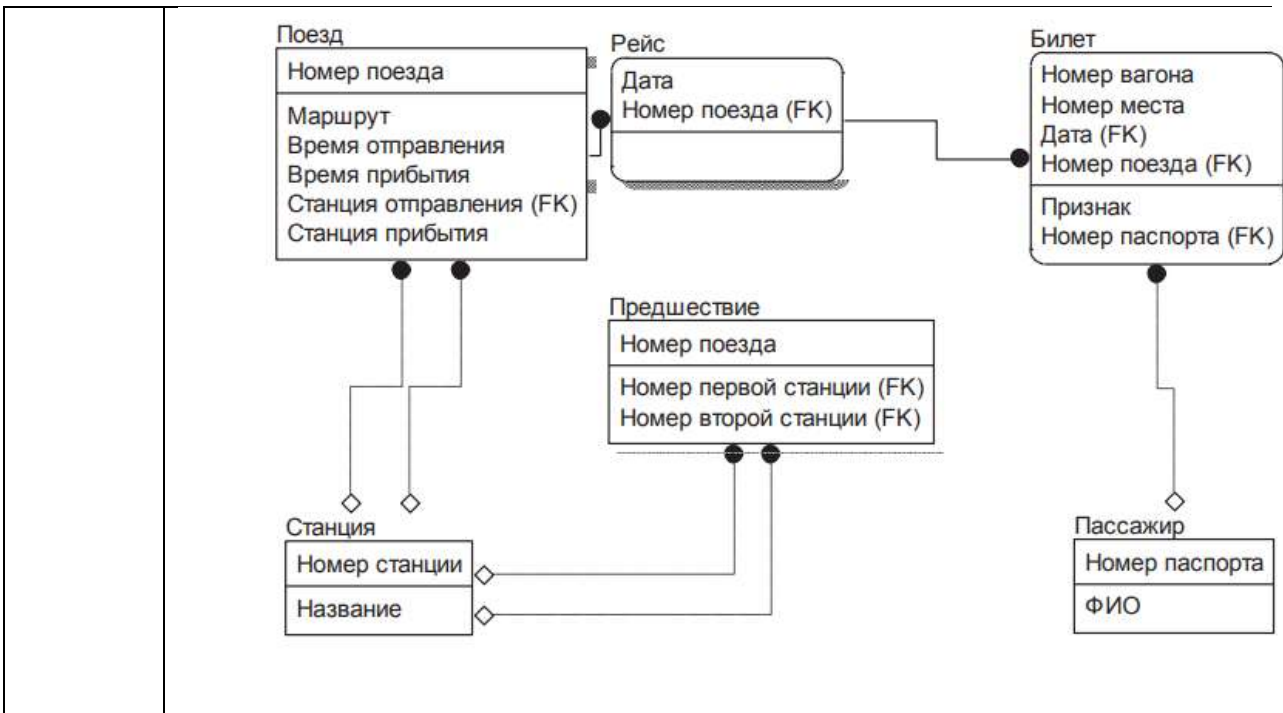 Поезд
Номер поезда
Маршрут
Время отправления
Время прибытия
Станция отправления (FK)
Станция прибытия
Рейс
Дата
Номер поезда (FK)
Билет
Номер вагона
Номер места
Дата (FK)
Номер поезда (FK)
Признак
Номер паспорта (FK)
Предшествие
Номер поезда
Номер первой станции (FK)
Номер второй станции (FK)
Станция
Номер станции
Название
Пассажир
Номер паспорта
ФИО